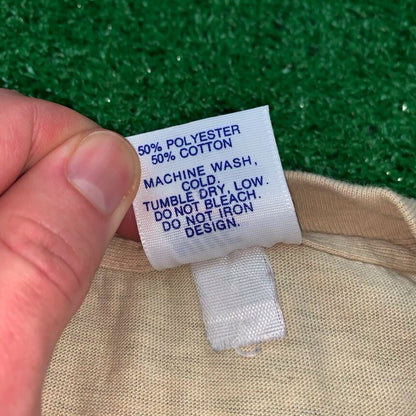 50% POLYESTER
50% COTTON
MACHINE WASH,
COLD.
TUMBLE DRY, LOW.
DO NOT BLEACH.
DO NOT IRON
DESIGN.